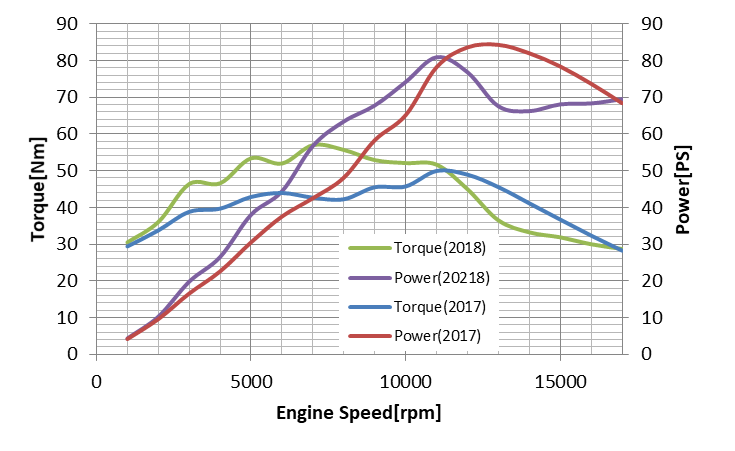 90
80
70
60
50
40
30
20
10
0
Torque[Nm]
90
80
70
60
50
40
30
20
10
0
Power[PS]
Torque(2018)
Power(20218)
Torque(2017)
Power(2017)
0 5000 10000 15000
Engine Speed[rpm]